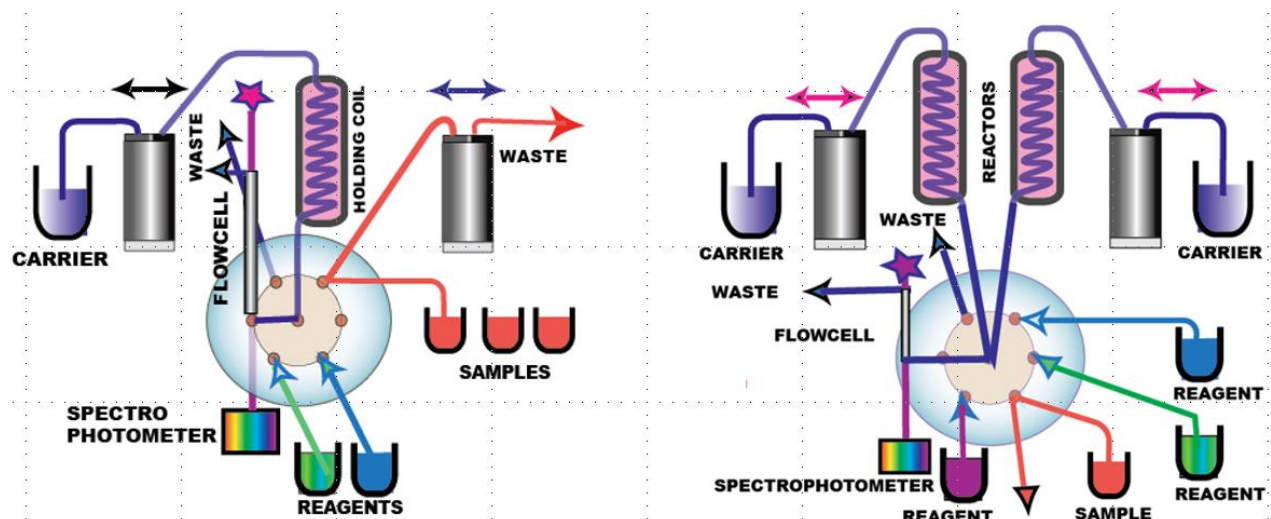 CARRIER
WASTE
FLOWCELL
HOLDING COIL
WASTE
SAMPLES
SPECTRO
PHOTOMETER
REAGENTS
REACTORS
CARRIER
CARRIER
WASTE
WASTE
FLOWCELL
REAGENT
SPECTROPHOTOMETER
REAGENT
SAMPLE
REAGENT